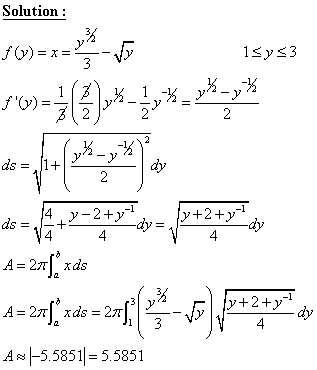 Solution :
f(y) = x = y^{3/2}/3 − √y    1 ≤ y ≤ 3
f'(y) = 1/3 (3/2) y^{1/2} − 1/2 y^{−1/2} = (y^{1/2} − y^{−1/2})/2
ds = √(1 + ((y^{1/2} − y^{−1/2})/2)^2) dy
ds = √(4/4 + (y − 2 + y^{−1})/4) dy = √((y + 2 + y^{−1})/4) dy
A = 2π∫_a^b x ds
A = 2π∫_a^b x ds = 2π∫_1^3 (y^{3/2}/3 − √y) √((y + 2 + y^{−1})/4) dy
A ≈ |−5.5851| = 5.5851